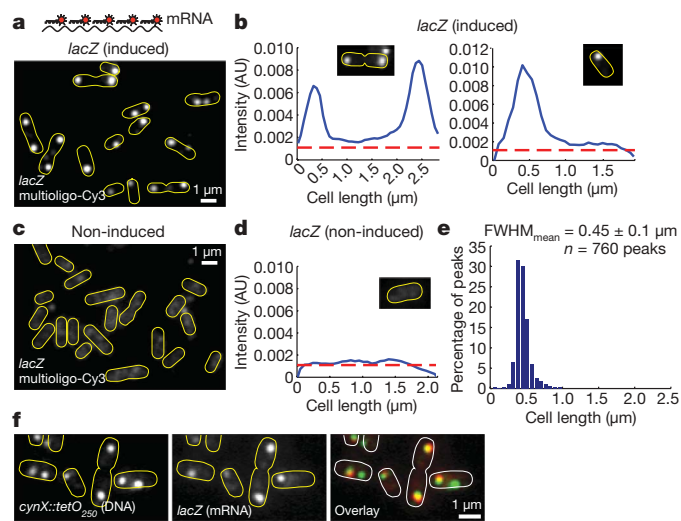 a
mRNA
lacZ (induced)
lacZ
multioligo-Cy3
1 µm
b
lacZ (induced)
Intensity (AU)
0.010
0.008
0.006
0.004
0.002
0
0
0.5
1.0
1.5
2.0
2.5
Cell length (µm)
0.010
0.008
0.006
0.004
0.002
0
0
0.5
1.0
1.5
Cell length (µm)
c
Non-induced
1 µm
lacZ
multioligo-Cy3
d
lacZ (non-induced)
Intensity (AU)
0.010
0.008
0.006
0.004
0.002
0
0
0.5
1.0
1.5
2.0
Cell length (µm)
e
FWHMmean = 0.45 ± 0.1 µm
n = 760 peaks
Percentage of peaks
35
30
25
20
15
10
5
0
0
0.5
1.0
1.5
2.0
2.5
Cell length (µm)
f
cynX::tetO250 (DNA)
lacZ (mRNA)
Overlay
1 µm